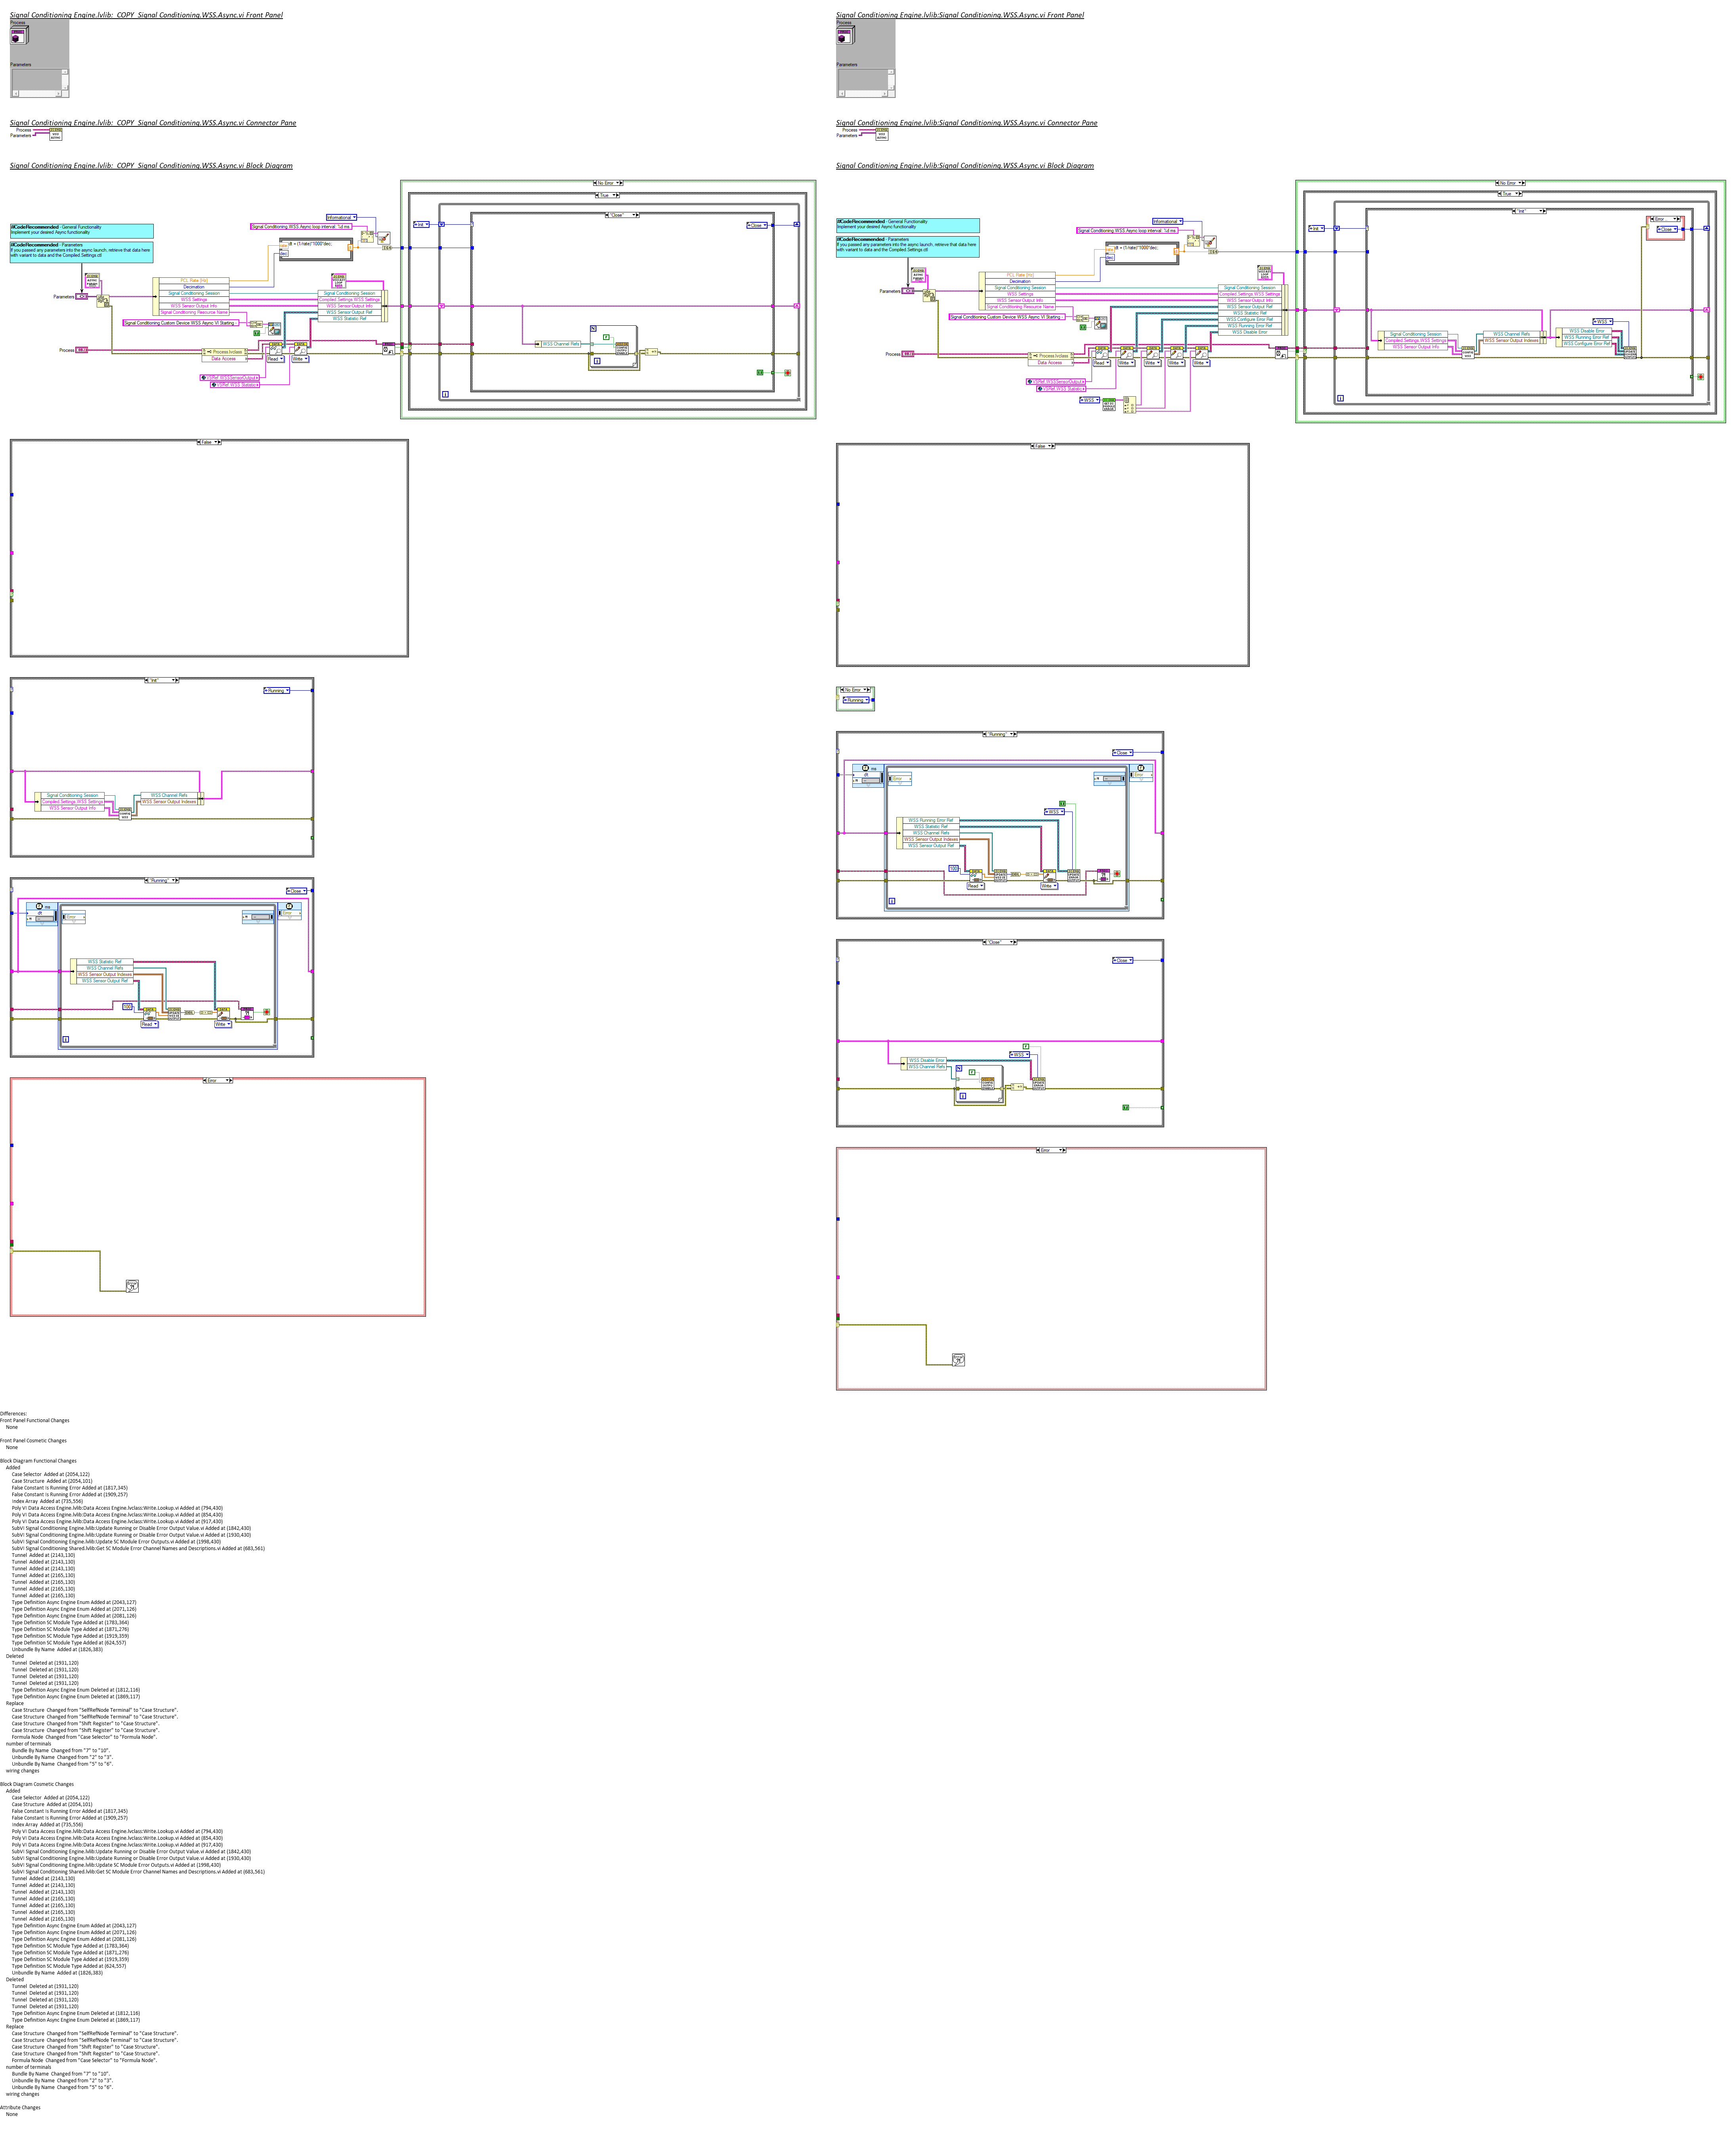 Signal Conditioning Engine.lvlib:_COPY_Signal Conditioning.WSS.Async.vi Front Panel
Process
Parameters
Signal Conditioning Engine.lvlib:_COPY_Signal Conditioning.WSS.Async.vi Connector Pane
Process
Parameters
Signal Conditioning Engine.lvlib:_COPY_Signal Conditioning.WSS.Async.vi Block Diagram
#CodeRecommended - General Functionality
Implement your desired Async functionality
#CodeRecommended - Parameters
If you passed any parameters into the async launch, retrieve that data here
with variant to data and the Compiled.Settings.ctl
Informational
Signal Conditioning WSS Async loop interval: %d ms
dt = (1/rate)*1000*dec;
dec
PCL Rate [Hz]
Decimation
Signal Conditioning Session
WSS Settings
WSS Sensor Output Info
Signal Conditioning Resource Name
Signal Conditioning Session
Compiled Settings.WSS Settings
WSS Sensor Output Info
WSS Sensor Output Ref
WSS Statistic Ref
Parameters
Signal Conditioning Custom Device WSS Async VI Starting
Process
Process.lvclass
Data Access
Read
Write
No Error
True
"Close"
Init
Close
WSS Channel Refs
False
"Init"
Running
Signal Conditioning Session
Compiled Settings.WSS Settings
WSS Sensor Output Info
WSS Channel Refs
WSS Sensor Output Indexes
"Running"
Close
ms
dt
Error
Error
WSS Statistic Ref
WSS Channel Refs
WSS Sensor Output Indexes
WSS Sensor Output Ref
100
Read
Write
Error
Signal Conditioning Engine.lvlib:Signal Conditioning.WSS.Async.vi Front Panel
Process
Parameters
Signal Conditioning Engine.lvlib:Signal Conditioning.WSS.Async.vi Connector Pane
Process
Parameters
Signal Conditioning Engine.lvlib:Signal Conditioning.WSS.Async.vi Block Diagram
#CodeRecommended - General Functionality
Implement your desired Async functionality
#CodeRecommended - Parameters
If you passed any parameters into the async launch, retrieve that data here
with variant to data and the Compiled.Settings.ctl
Informational
Signal Conditioning WSS Async loop interval: %d ms
dt = (1/rate)*1000*dec;
dec
PCL Rate [Hz]
Decimation
Signal Conditioning Session
WSS Settings
WSS Sensor Output Info
Signal Conditioning Resource Name
Signal Conditioning Session
Compiled Settings.WSS Settings
WSS Sensor Output Info
WSS Sensor Output Ref
WSS Statistic Ref
WSS Configure Error Ref
WSS Running Error Ref
WSS Disable Error
Parameters
Signal Conditioning Custom Device WSS Async VI Starting
Process
Process.lvclass
Data Access
Read
Write
Write
Write
Write
WSS
No Error
True
"Init"
Init
Error
Close
Signal Conditioning Session
Compiled Settings.WSS Settings
WSS Sensor Output Info
WSS Channel Refs
WSS Sensor Output Indexes
WSS
WSS Disable Error
WSS Running Error Ref
WSS Configure Error Ref
False
No Error
Running
"Running"
Close
ms
dt
Error
Error
WSS
WSS Running Error Ref
WSS Statistic Ref
WSS Channel Refs
WSS Sensor Output Indexes
WSS Sensor Output Ref
100
Read
Write
"Close"
Close
WSS
WSS Disable Error
WSS Channel Refs
Error
Differences:
Front Panel Functional Changes
None
Front Panel Cosmetic Changes
None
Block Diagram Functional Changes
Added
Case Selector Added at (2054,122)
Case Structure Added at (2054,101)
False Constant Is Running Error Added at (1817,345)
False Constant Is Running Error Added at (1909,257)
Index Array Added at (735,556)
Poly VI Data Access Engine.lvlib:Data Access Engine.lvclass:Write.Lookup.vi Added at (794,430)
Poly VI Data Access Engine.lvlib:Data Access Engine.lvclass:Write.Lookup.vi Added at (854,430)
Poly VI Data Access Engine.lvlib:Data Access Engine.lvclass:Write.Lookup.vi Added at (917,430)
SubVI Signal Conditioning Engine.lvlib:Update Running or Disable Error Output Value.vi Added at (1842,430)
SubVI Signal Conditioning Engine.lvlib:Update Running or Disable Error Output Value.vi Added at (1930,430)
SubVI Signal Conditioning Engine.lvlib:Update SC Module Error Outputs.vi Added at (1998,430)
SubVI Signal Conditioning Shared.lvlib:Get SC Module Error Channel Names and Descriptions.vi Added at (683,561)
Tunnel Added at (2143,130)
Tunnel Added at (2143,130)
Tunnel Added at (2143,130)
Tunnel Added at (2165,130)
Tunnel Added at (2165,130)
Tunnel Added at (2165,130)
Tunnel Added at (2165,130)
Type Definition Async Engine Enum Added at (2043,127)
Type Definition Async Engine Enum Added at (2071,126)
Type Definition Async Engine Enum Added at (2081,126)
Type Definition SC Module Type Added at (1783,364)
Type Definition SC Module Type Added at (1871,276)
Type Definition SC Module Type Added at (1919,359)
Type Definition SC Module Type Added at (624,557)
Unbundle By Name Added at (1826,383)
Deleted
Tunnel Deleted at (1931,120)
Tunnel Deleted at (1931,120)
Tunnel Deleted at (1931,120)
Tunnel Deleted at (1931,120)
Type Definition Async Engine Enum Deleted at (1812,116)
Type Definition Async Engine Enum Deleted at (1869,117)
Replace
Case Structure Changed from "SelfRefNode Terminal" to "Case Structure".
Case Structure Changed from "SelfRefNode Terminal" to "Case Structure".
Case Structure Changed from "Shift Register" to "Case Structure".
Case Structure Changed from "Shift Register" to "Case Structure".
Formula Node Changed from "Case Selector" to "Formula Node".
number of terminals
Bundle By Name Changed from "7" to "10".
Unbundle By Name Changed from "2" to "3".
Unbundle By Name Changed from "5" to "6".
wiring changes
Block Diagram Cosmetic Changes
Added
Case Selector Added at (2054,122)
Case Structure Added at (2054,101)
False Constant Is Running Error Added at (1817,345)
False Constant Is Running Error Added at (1909,257)
Index Array Added at (735,556)
Poly VI Data Access Engine.lvlib:Data Access Engine.lvclass:Write.Lookup.vi Added at (794,430)
Poly VI Data Access Engine.lvlib:Data Access Engine.lvclass:Write.Lookup.vi Added at (854,430)
Poly VI Data Access Engine.lvlib:Data Access Engine.lvclass:Write.Lookup.vi Added at (917,430)
SubVI Signal Conditioning Engine.lvlib:Update Running or Disable Error Output Value.vi Added at (1842,430)
SubVI Signal Conditioning Engine.lvlib:Update Running or Disable Error Output Value.vi Added at (1930,430)
SubVI Signal Conditioning Engine.lvlib:Update SC Module Error Outputs.vi Added at (1998,430)
SubVI Signal Conditioning Shared.lvlib:Get SC Module Error Channel Names and Descriptions.vi Added at (683,561)
Tunnel Added at (2143,130)
Tunnel Added at (2143,130)
Tunnel Added at (2143,130)
Tunnel Added at (2165,130)
Tunnel Added at (2165,130)
Tunnel Added at (2165,130)
Tunnel Added at (2165,130)
Type Definition Async Engine Enum Added at (2043,127)
Type Definition Async Engine Enum Added at (2071,126)
Type Definition Async Engine Enum Added at (2081,126)
Type Definition SC Module Type Added at (1783,364)
Type Definition SC Module Type Added at (1871,276)
Type Definition SC Module Type Added at (1919,359)
Type Definition SC Module Type Added at (624,557)
Unbundle By Name Added at (1826,383)
Deleted
Tunnel Deleted at (1931,120)
Tunnel Deleted at (1931,120)
Tunnel Deleted at (1931,120)
Tunnel Deleted at (1931,120)
Type Definition Async Engine Enum Deleted at (1812,116)
Type Definition Async Engine Enum Deleted at (1869,117)
Replace
Case Structure Changed from "SelfRefNode Terminal" to "Case Structure".
Case Structure Changed from "SelfRefNode Terminal" to "Case Structure".
Case Structure Changed from "Shift Register" to "Case Structure".
Case Structure Changed from "Shift Register" to "Case Structure".
Formula Node Changed from "Case Selector" to "Formula Node".
number of terminals
Bundle By Name Changed from "7" to "10".
Unbundle By Name Changed from "2" to "3".
Unbundle By Name Changed from "5" to "6".
wiring changes
Attribute Changes
None